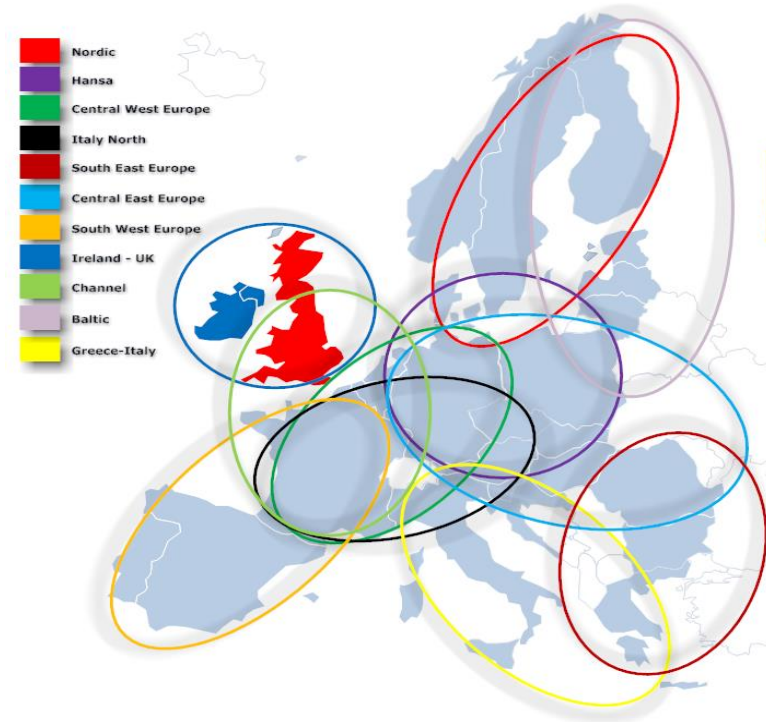 Nordic
Hansa
Central West Europe
Italy North
South East Europe
Central East Europe
South West Europe
Ireland - UK
Channel
Baltic
Greece-Italy